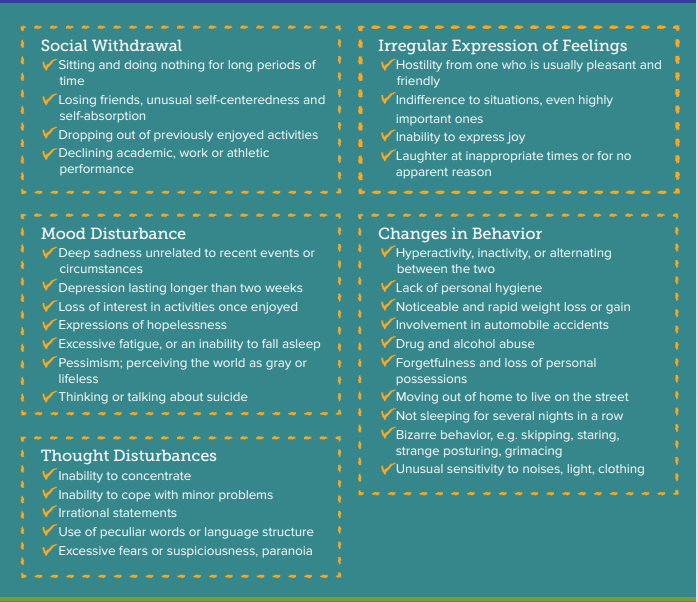 Social Withdrawal
Sitting and doing nothing for long periods of
time
Losing friends, unusual self-centeredness and
self-absorption
Dropping out of previously enjoyed activities
Declining academic, work or athletic
performance
Irregular Expression of Feelings
Hostility from one who is usually pleasant and
friendly
Indifference to situations, even highly
important ones
Inability to express joy
Laughter at inappropriate times or for no
apparent reason
Mood Disturbance
Deep sadness unrelated to recent events or
circumstances
Depression lasting longer than two weeks
Loss of interest in activities once enjoyed
Expressions of hopelessness
Excessive fatigue, or an inability to fall asleep
Pessimism; perceiving the world as gray or
lifeless
Thinking or talking about suicide
Changes in Behavior
Hyperactivity, inactivity, or alternating
between the two
Lack of personal hygiene
Noticeable and rapid weight loss or gain
Involvement in automobile accidents
Drug and alcohol abuse
Forgetfulness and loss of personal
possessions
Moving out of home to live on the street
Not sleeping for several nights in a row
Bizarre behavior, e.g. skipping, staring,
strange posturing, grimacing
Unusual sensitivity to noises, light, clothing
Thought Disturbances
Inability to concentrate
Inability to cope with minor problems
Irrational statements
Use of peculiar words or language structure
Excessive fears or suspiciousness, paranoia